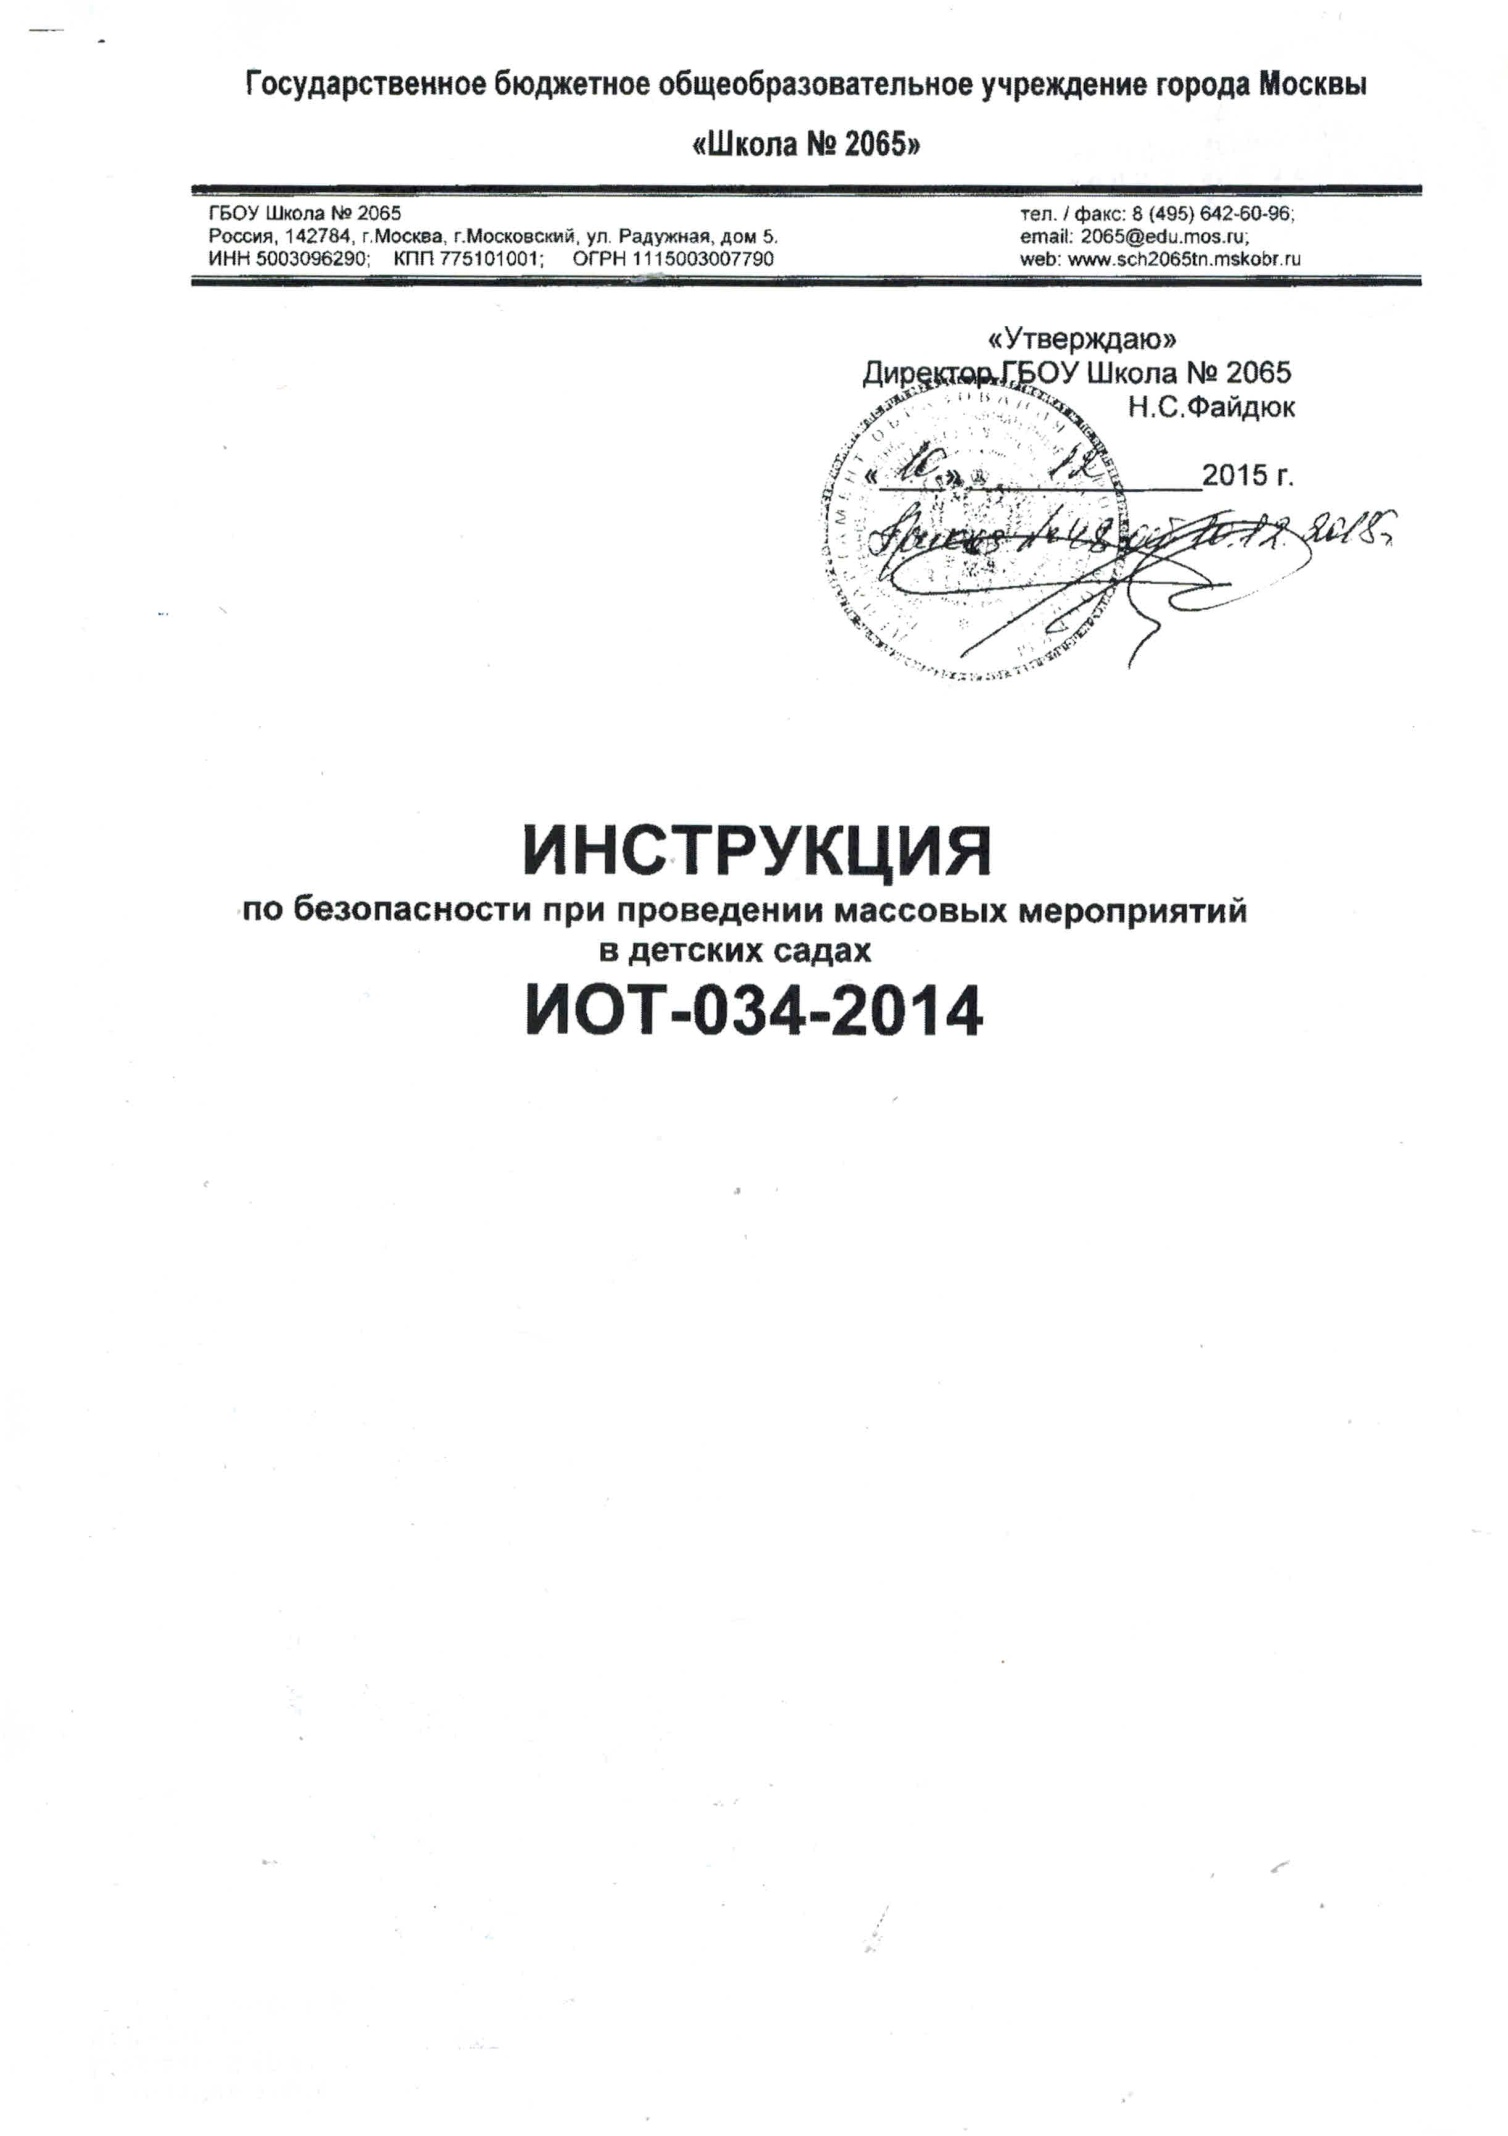 Государственное бюджетное общеобразовательное учреждение города Москвы
«Школа № 2065»
ГБОУ Школа № 2065
Россия, 142784, г.Москва, г.Московский, ул. Радужная, дом 5.
ИНН 5003096290; КПП 775101001; ОГРН 1115003007790
тел. / факс: 8 (495) 642-60-96;
email: 2065@edu.mos.ru;
web: www.sch2065tn.mskobr.ru
«Утверждаю»
Директор ГБОУ Школа № 2065
Н.С.Файдюк
«10» 12 2015 г.
Приказ
ИНСТРУКЦИЯ
по безопасности при проведении массовых мероприятий
в детских садах
ИОТ-034-2014